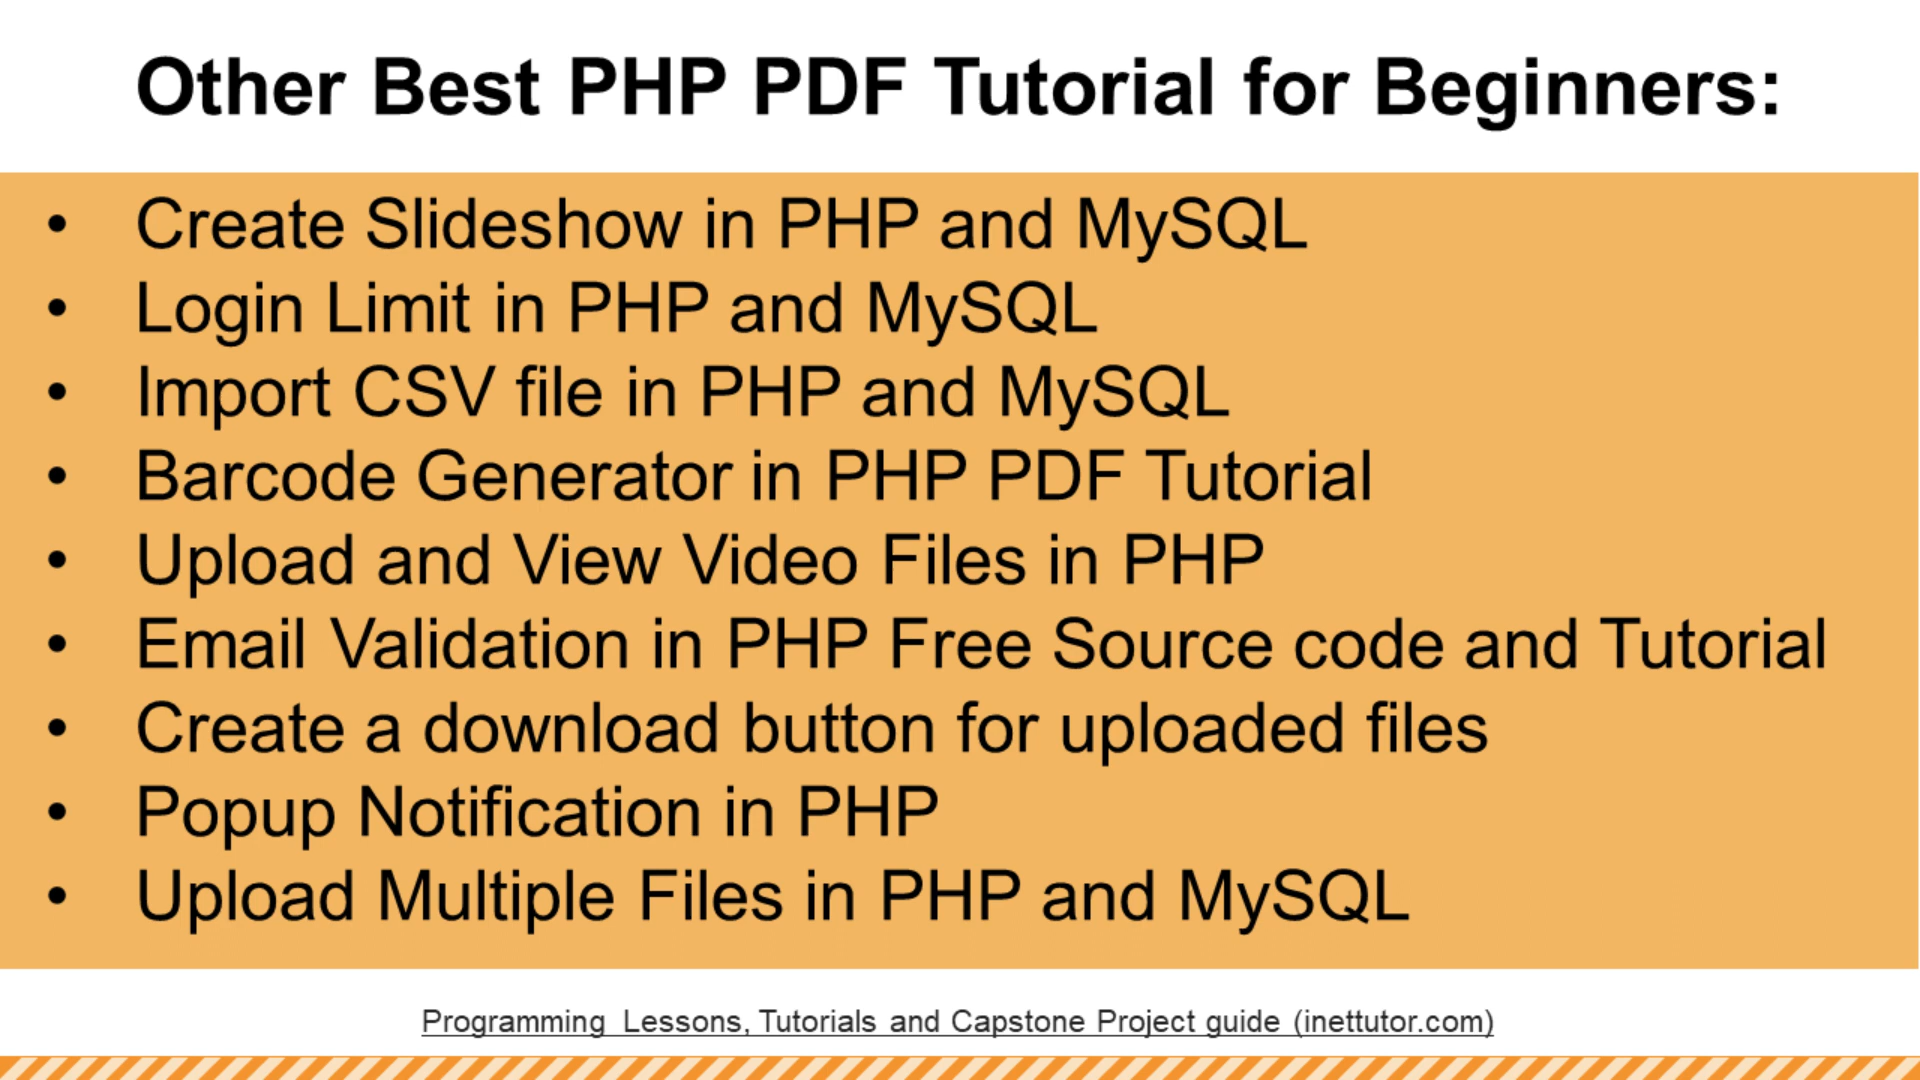 Other Best PHP PDF Tutorial for Beginners:
• Create Slideshow in PHP and MySQL
• Login Limit in PHP and MySQL
• Import CSV file in PHP and MySQL
• Barcode Generator in PHP PDF Tutorial
• Upload and View Video Files in PHP
• Email Validation in PHP Free Source code and Tutorial
• Create a download button for uploaded files
• Popup Notification in PHP
• Upload Multiple Files in PHP and MySQL
Programming Lessons, Tutorials and Capstone Project guide (inettutor.com)